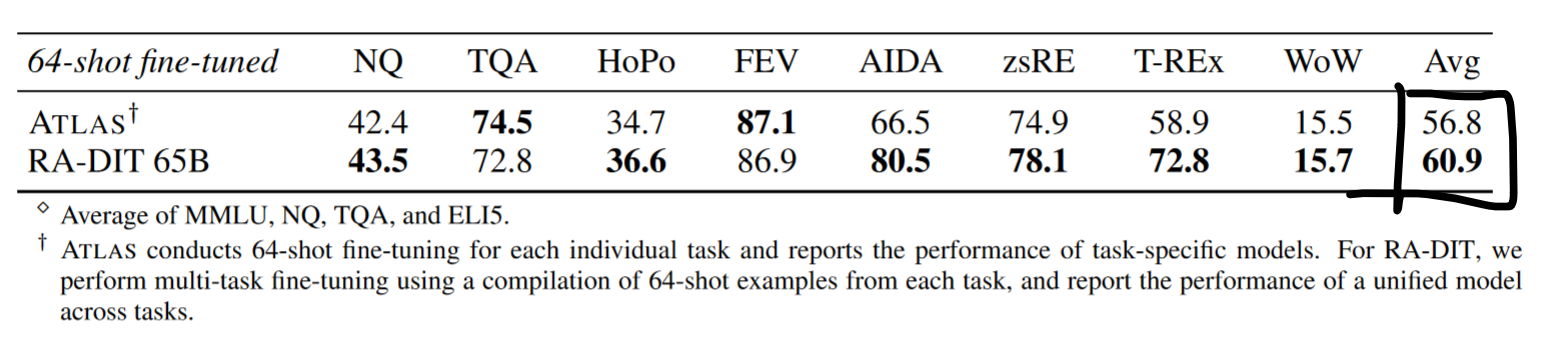 64-shot fine-tuned NQ TQA HoPo FEV AIDA zsRE T-REx WoW Avg
ATLAS† 42.4 74.5 34.7 87.1 66.5 74.9 58.9 15.5 56.8
RA-DIT 65B 43.5 72.8 36.6 86.9 80.5 78.1 72.8 15.7 60.9
⋄ Average of MMLU, NQ, TQA, and ELI5.
† ATLAS conducts 64-shot fine-tuning for each individual task and reports the performance of task-specific models. For RA-DIT, we
perform multi-task fine-tuning using a compilation of 64-shot examples from each task, and report the performance of a unified model
across tasks.